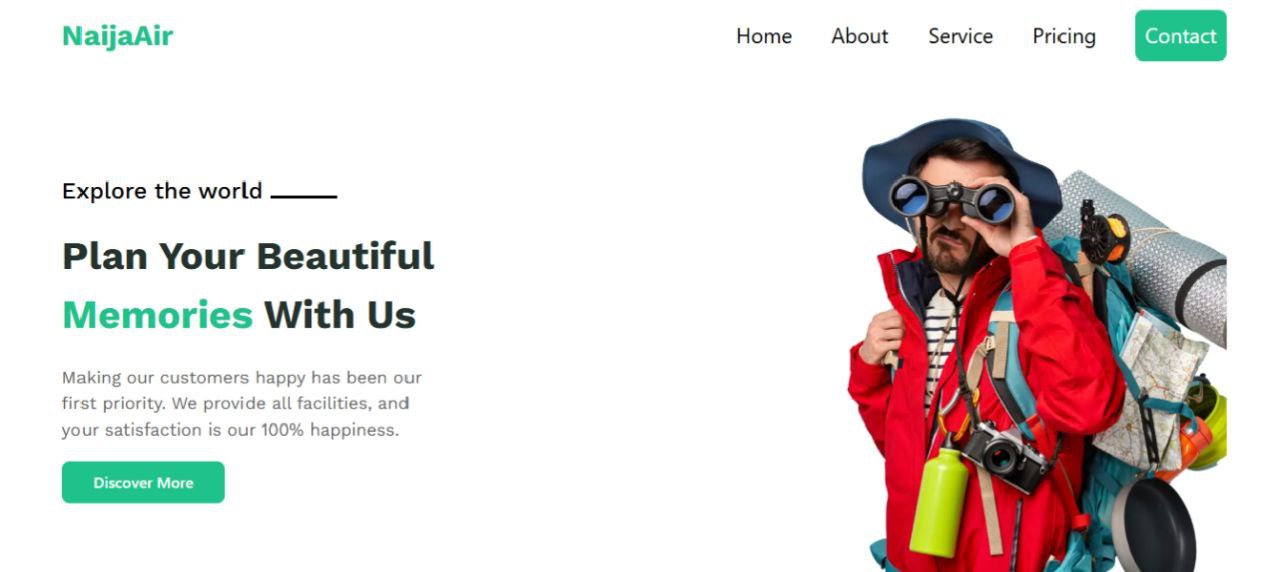 NaijaAir
Home About Service Pricing Contact
Explore the world
Plan Your Beautiful
Memories With Us
Making our customers happy has been our
first priority. We provide all facilities, and
your satisfaction is our 100% happiness.
Discover More